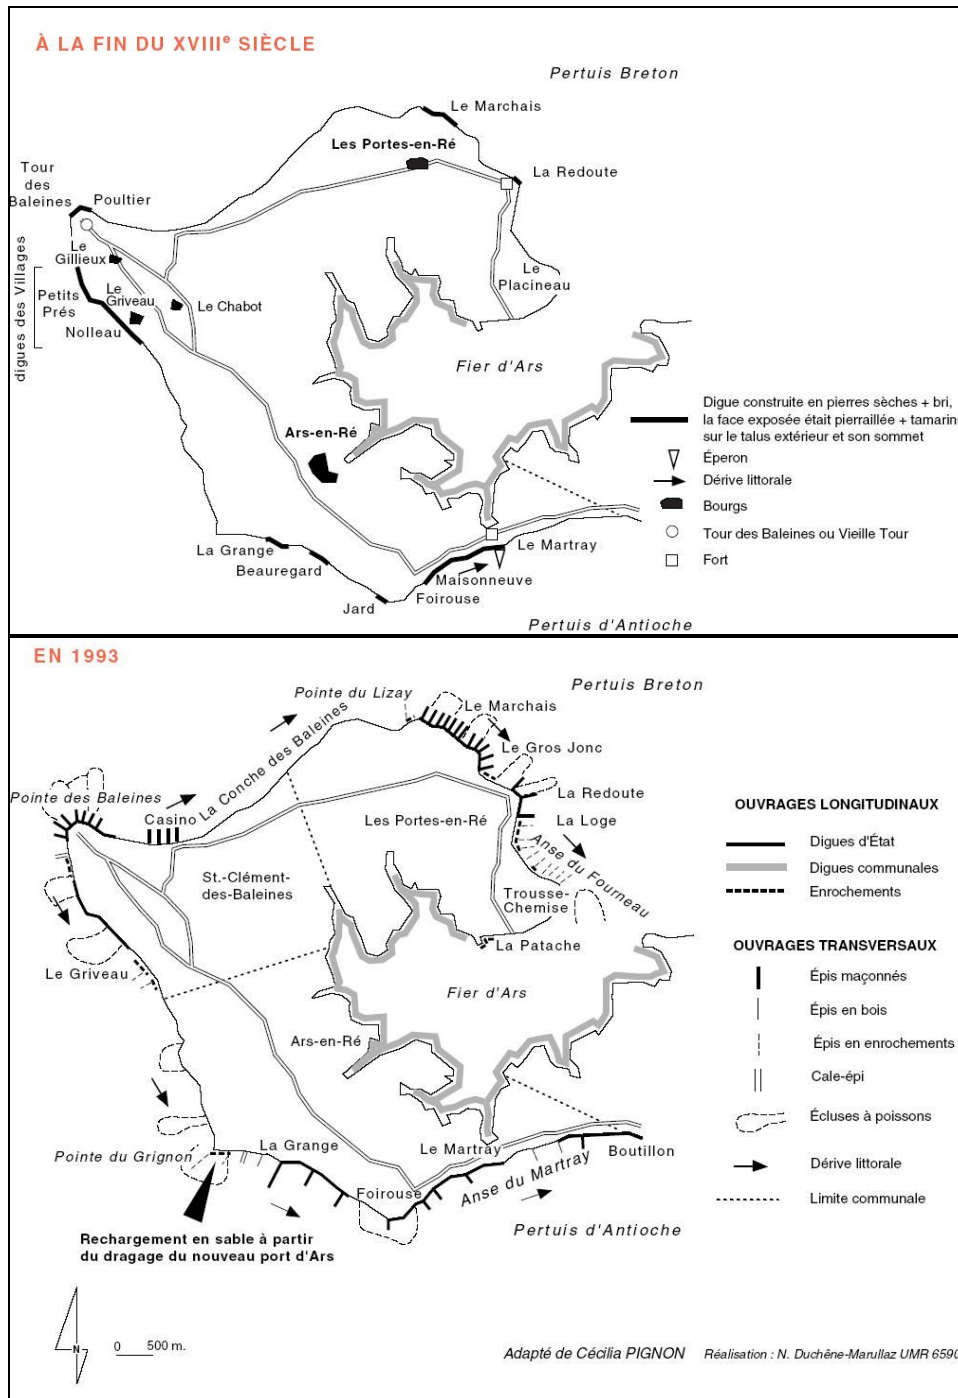 À LA FIN DU XVIIIe SIÈCLE
Pertuis Breton
Le Marchais
Les Portes-en-Ré
La Redoute
Tour
des
Baleines
Poultier
Le
Gillieux
Le
Placineau
digues des Villages
Petits
Prés
Le
Griveau
Le Chabot
Nolleau
Fier d'Ars
Ars-en-Ré
Digue construite en pierres sèches + bri,
la face exposée était pierraillée + tamarins
sur le talus extérieur et son sommet
Éperon
Dérive littorale
Bourgs
Tour des Baleines ou Vieille Tour
Fort
La Grange
Beauregard
Le Martray
Maisonneuve
Foirouse
Jard
Pertuis d'Antioche
EN 1993
Pertuis Breton
Pointe du Lizay
Le Marchais
La Conche des Baleines
Le Gros Jonc
Pointe des Baleines
Casino
La Redoute
Les Portes-en-Ré
La Loge
Anse du Fourneau
St.-Clément-
des-Baleines
Trousse-
Chemise
La Patache
Le Griveau
Fier d'Ars
Ars-en-Ré
OUVRAGES LONGITUDINAUX
Digues d'État
Digues communales
Enrochements
OUVRAGES TRANSVERSAUX
Épis maçonnés
Épis en bois
Épis en enrochements
Cale-épi
Écluses à poissons
Dérive littorale
Limite communale
Pointe du Grignon
La Grange
Le Martray
Boutillon
Foirouse
Anse du Martray
Pertuis d'Antioche
Rechargement en sable à partir
du dragage du nouveau port d'Ars
N
0 500 m.
Adapté de Cécilia PIGNON Réalisation : N. Duchêne-Marullaz UMR 6590